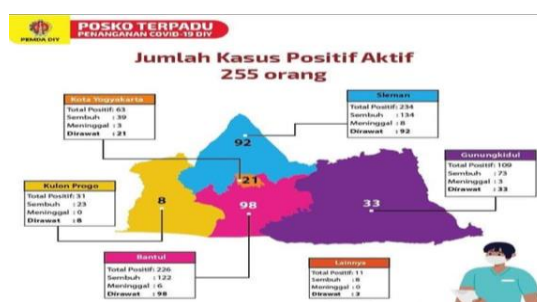 PEMDA DIY
POSKO TERPADU
PENANGANAN COVID-19 DIY
Jumlah Kasus Positif Aktif
255 orang
Kota Yogyakarta
Total Positif: 63
Sembuh : 39
Meninggal : 3
Dirawat : 21
Sleman
Total Positif: 234
Sembuh : 134
Meninggal : 8
Dirawat : 92
Gunungkidul
Total Positif: 109
Sembuh : 73
Meninggal : 3
Dirawat : 33
Kulon Progo
Total Positif: 31
Sembuh : 23
Meninggal : 0
Dirawat : 8
Bantul
Total Positif: 226
Sembuh : 122
Meninggal : 6
Dirawat : 98
Lainnya
Total Positif: 11
Sembuh : 8
Meninggal : 0
Dirawat : 3
92
21
8
98
33